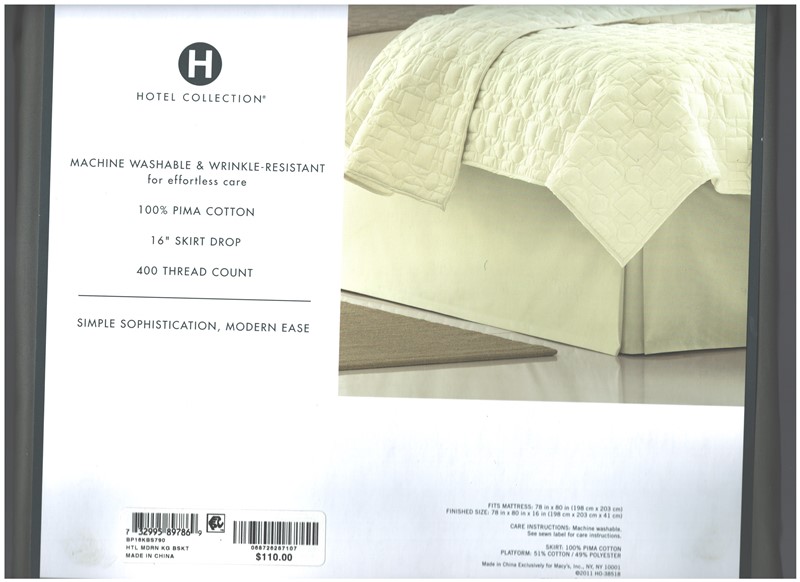 H
HOTEL COLLECTION®
MACHINE WASHABLE & WRINKLE-RESISTANT
for effortless care
100% PIMA COTTON
16" SKIRT DROP
400 THREAD COUNT
SIMPLE SOPHISTICATION, MODERN EASE
7 32995 89786 9
BP16KBS790
HTL MDRN KG BSKT
MADE IN CHINA
068728287107
$110.00
FITS MATTRESS: 78 in x 80 in (198 cm x 203 cm)
FINISHED SIZE: 78 in x 80 in x 16 in (198 cm x 203 cm x 41 cm)
CARE INSTRUCTIONS: Machine washable.
See sewn label for care instructions.
SKIRT: 100% PIMA COTTON
PLATFORM: 51% COTTON / 49% POLYESTER
Made in China Exclusively for Macy's, Inc., NY, NY 10001
©2011 HO-38518